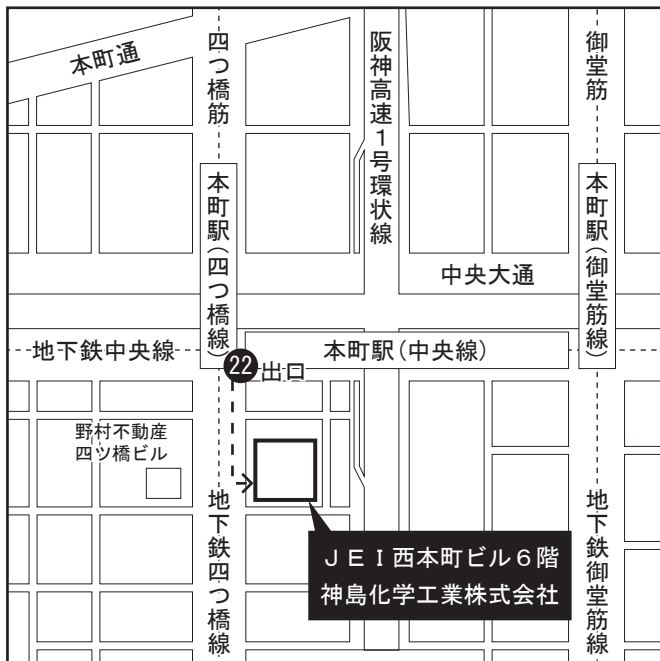 本町通
四つ橋筋
阪神高速1号環状線
御堂筋
本町駅(四つ橋線)
本町駅(御堂筋線)
中央大通
地下鉄中央線
本町駅(中央線)
22出口
野村不動産
四ツ橋ビル
地下鉄四つ橋線
地下鉄御堂筋線
JEI西本町ビル6階
神島化学工業株式会社